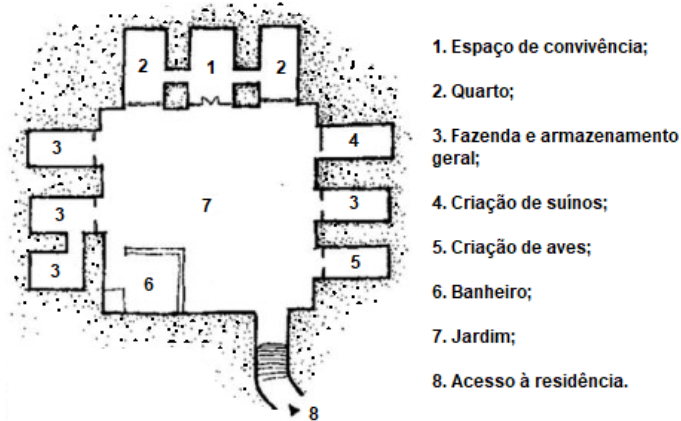 2
1
2
3
4
3
7
3
3
6
5
8
1. Espaço de convivência;
2. Quarto;
3. Fazenda e armazenamento
geral;
4. Criação de suínos;
5. Criação de aves;
6. Banheiro;
7. Jardim;
8. Acesso à residência.